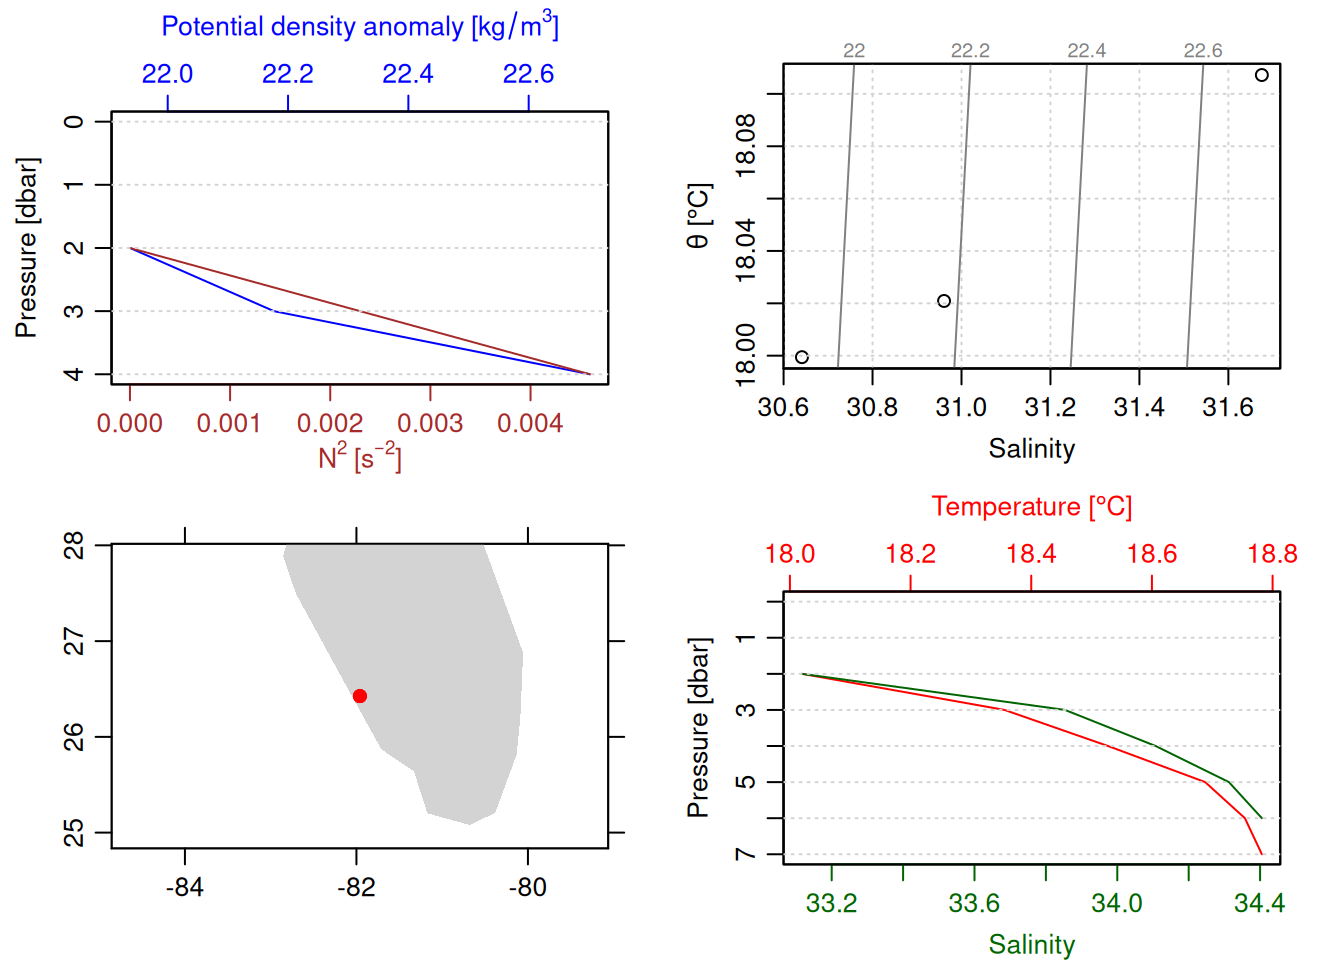 Potential density anomaly [kg/m³]
22.0 22.2 22.4 22.6
0
1
2
3
4
Pressure [dbar]
0.000 0.001 0.002 0.003 0.004
N² [s⁻²]
22 22.2 22.4 22.6
18.08
18.04
18.00
θ [°C]
30.6 30.8 31.0 31.2 31.4 31.6
Salinity
28
27
26
25
-84 -82 -80
Temperature [°C]
18.0 18.2 18.4 18.6 18.8
1
3
5
7
Pressure [dbar]
33.2 33.6 34.0 34.4
Salinity